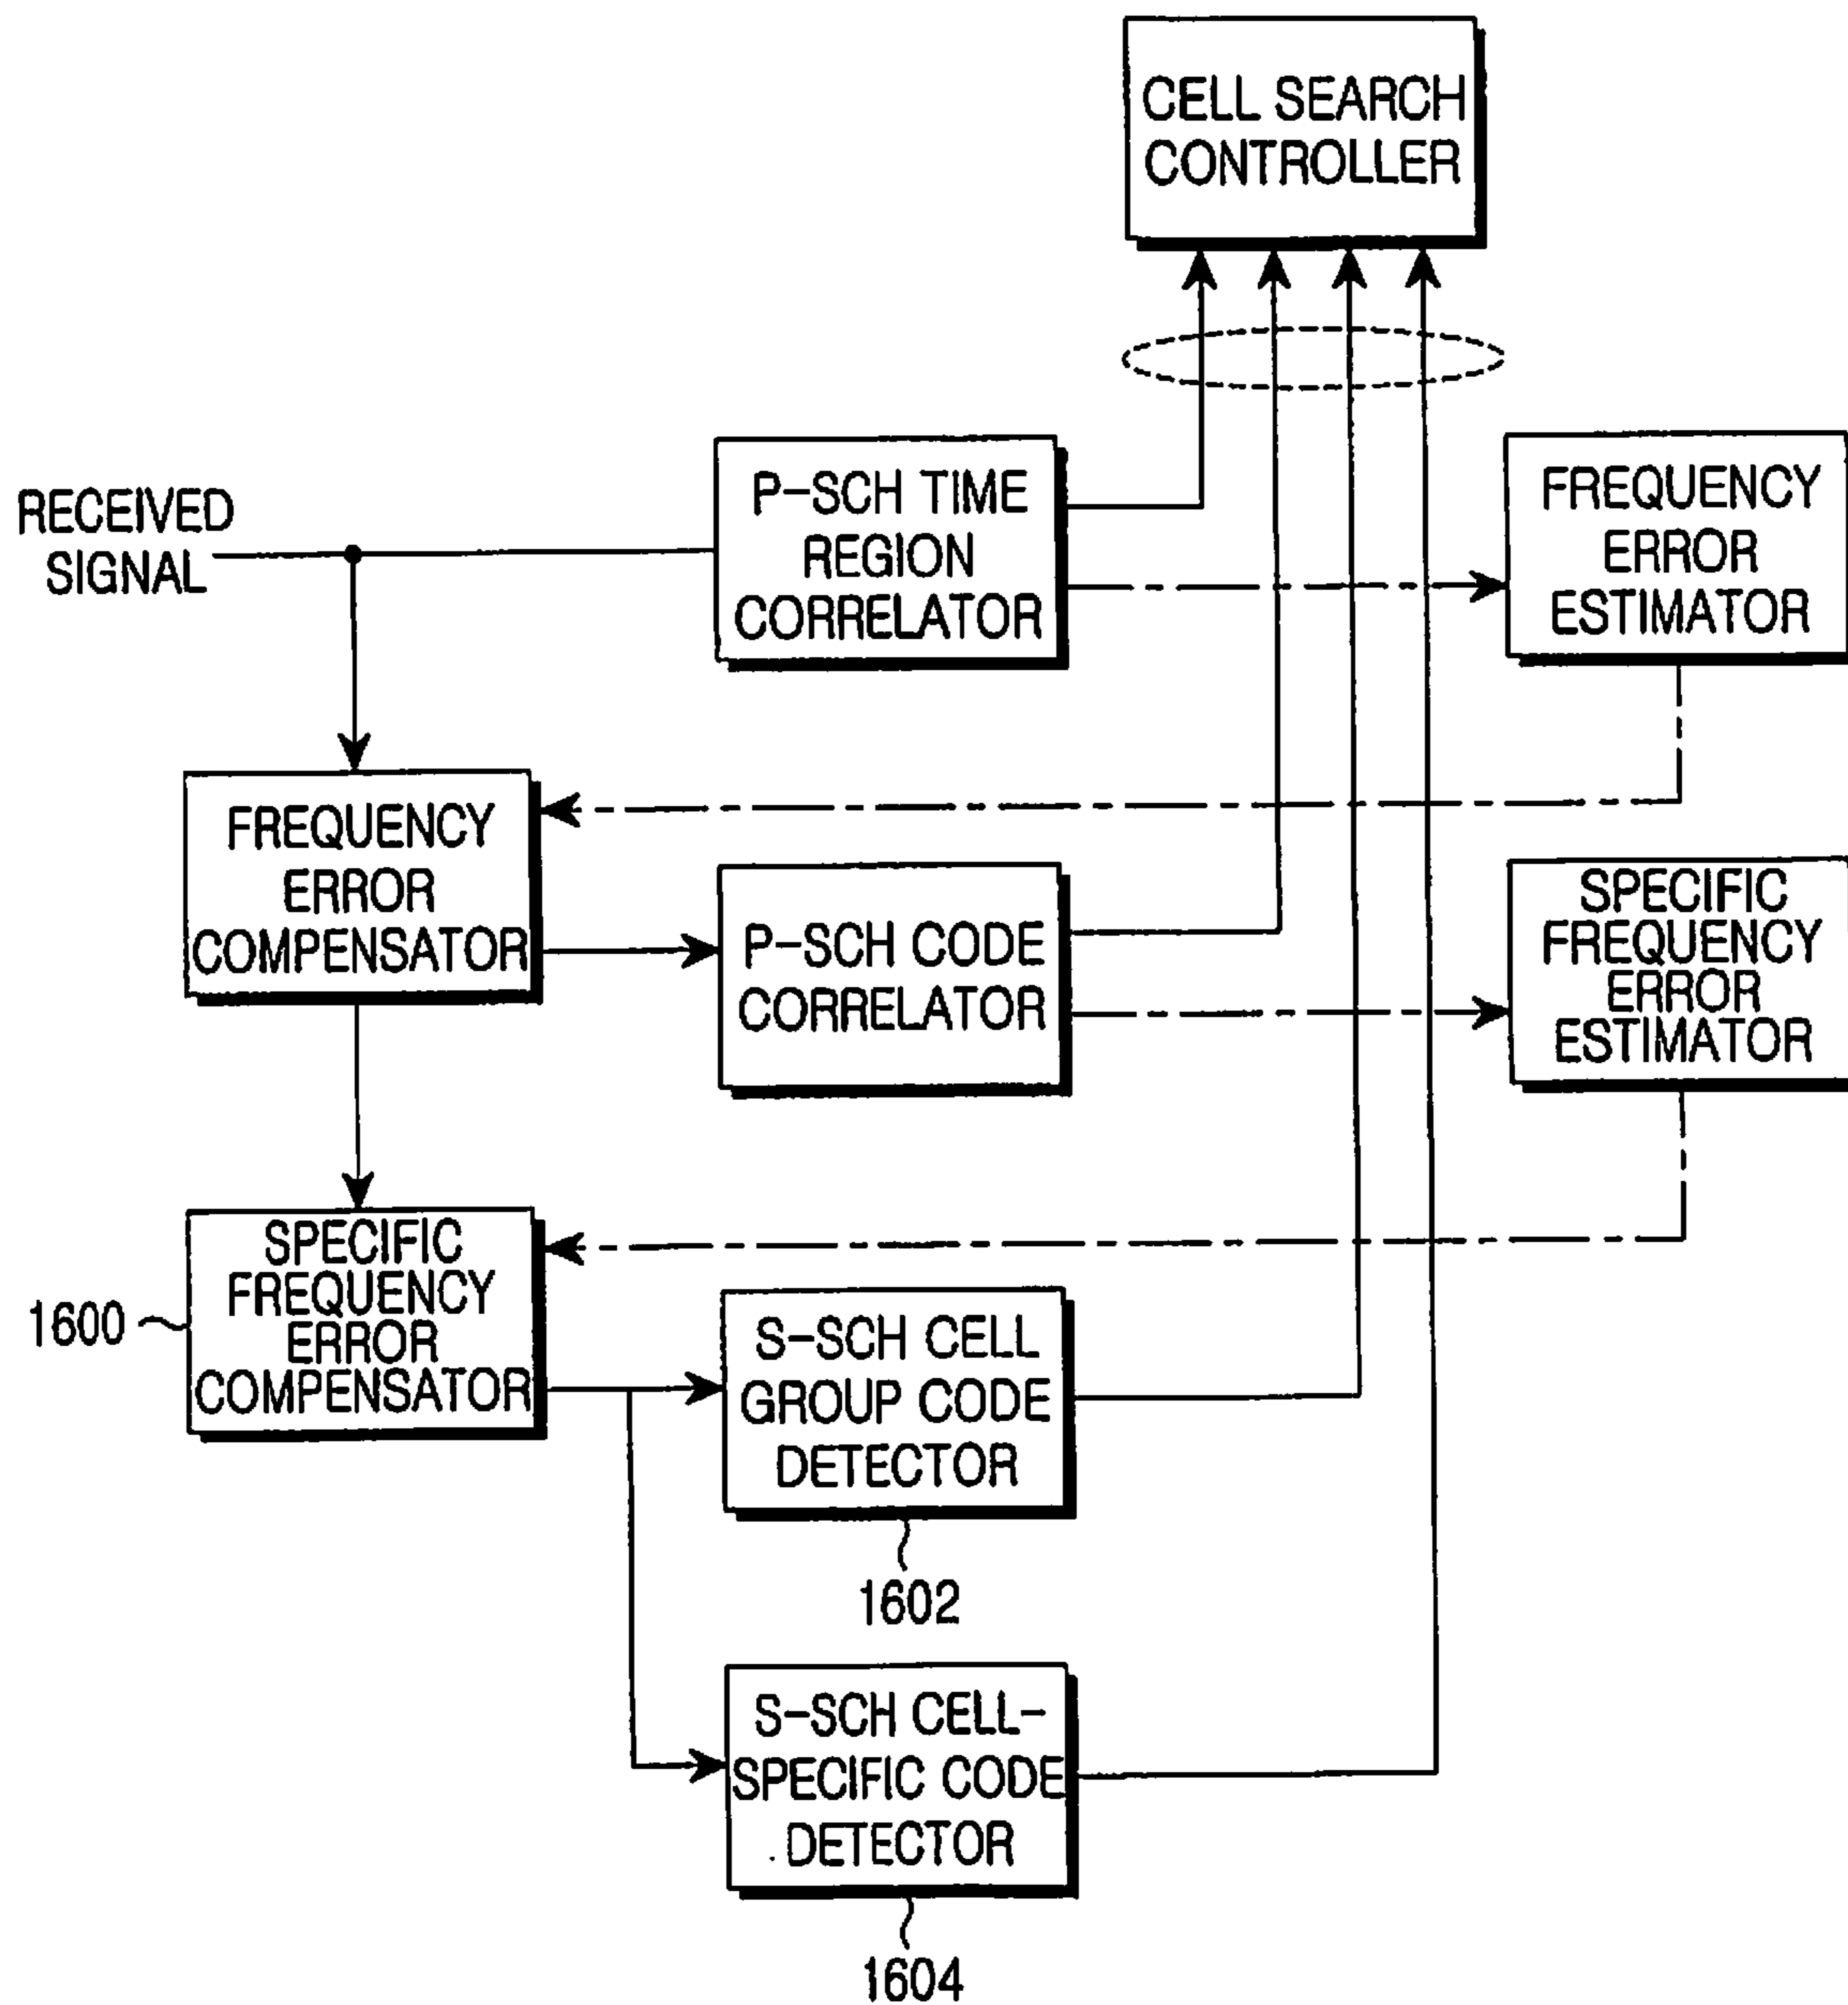 CELL SEARCH
CONTROLLER
RECEIVED
SIGNAL
P-SCH TIME
REGION
CORRELATOR
FREQUENCY
ERROR
ESTIMATOR
FREQUENCY
ERROR
COMPENSATOR
P-SCH CODE
CORRELATOR
SPECIFIC
FREQUENCY
ERROR
ESTIMATOR
1600
SPECIFIC
FREQUENCY
ERROR
COMPENSATOR
S-SCH CELL
GROUP CODE
DETECTOR
1602
S-SCH CELL-
SPECIFIC CODE
DETECTOR
1604